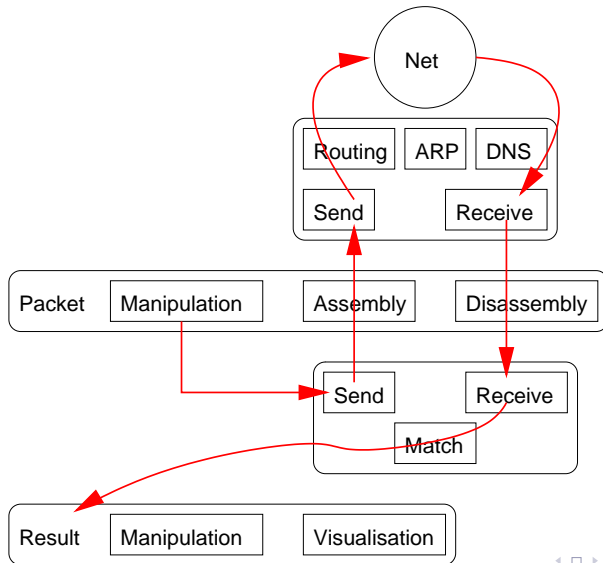 Net
Routing ARP DNS
Send Receive
Packet Manipulation Assembly Disassembly
Send Receive
Match
Result Manipulation Visualisation